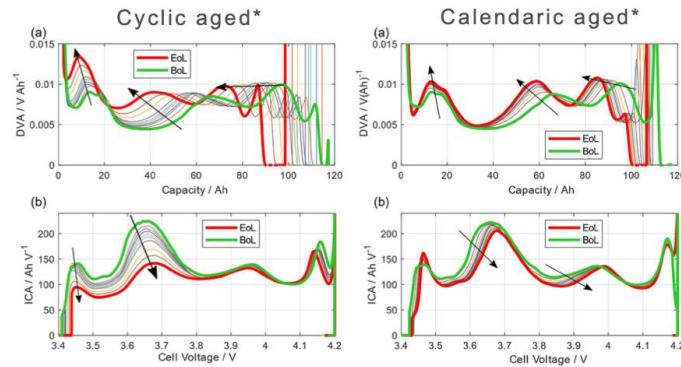 Cyclic aged*
Calendaric aged*
(a)
0.015
EoL
BoL
DVA / V Ah⁻¹
0.01
0.005
0
0 20 40 60 80 100 120
Capacity / Ah
(a)
0.015
DVA / V(Ah)⁻¹
0.01
0.005
EoL
BoL
0
0 20 40 60 80 100 120
Capacity / Ah
(b)
EoL
BoL
ICA / Ah V⁻¹
200
150
100
50
0
3.4 3.5 3.6 3.7 3.8 3.9 4 4.1 4.2
Cell Voltage / V
(b)
EoL
BoL
ICA / Ah V⁻¹
200
150
100
50
0
3.4 3.5 3.6 3.7 3.8 3.9 4 4.1 4.2
Cell Voltage / V